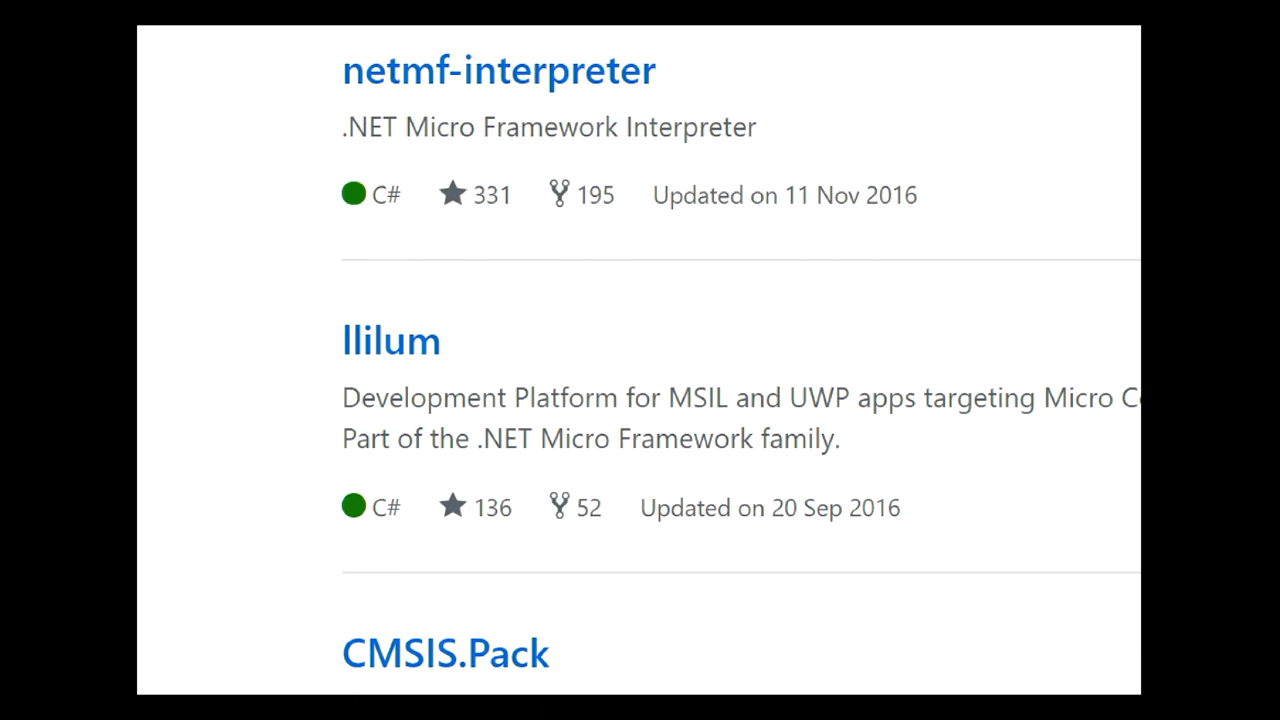 netmf-interpreter
.NET Micro Framework Interpreter
C# 331 195 Updated on 11 Nov 2016
llilum
Development Platform for MSIL and UWP apps targeting Micro
Part of the .NET Micro Framework family.
C# 136 52 Updated on 20 Sep 2016
CMSIS.Pack